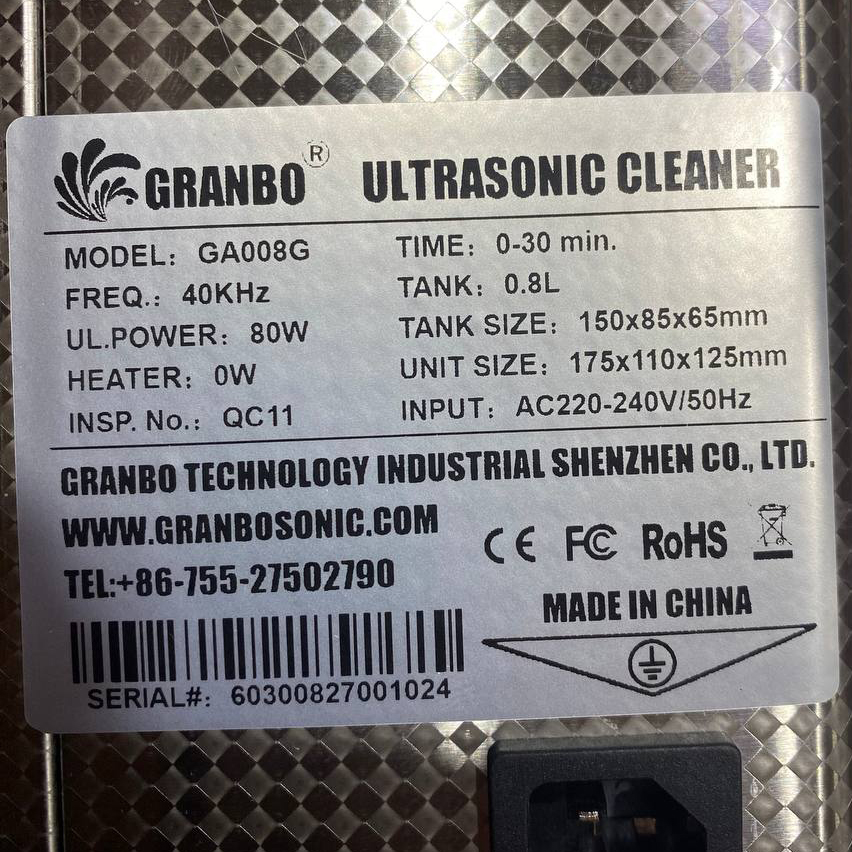 GRANBO® ULTRASONIC CLEANER
MODEL: GA008G
FREQ.: 40KHz
UL.POWER: 80W
HEATER: 0W
INSP. No.: QC11
TIME: 0-30 min.
TANK: 0.8L
TANK SIZE: 150x85x65mm
UNIT SIZE: 175x110x125mm
INPUT: AC220-240V/50Hz
GRANBO TECHNOLOGY INDUSTRIAL SHENZHEN CO., LTD.
WWW.GRANBOSONIC.COM
TEL:+86-755-27502790
CE FC RoHS
MADE IN CHINA
SERIAL#: 60300827001024